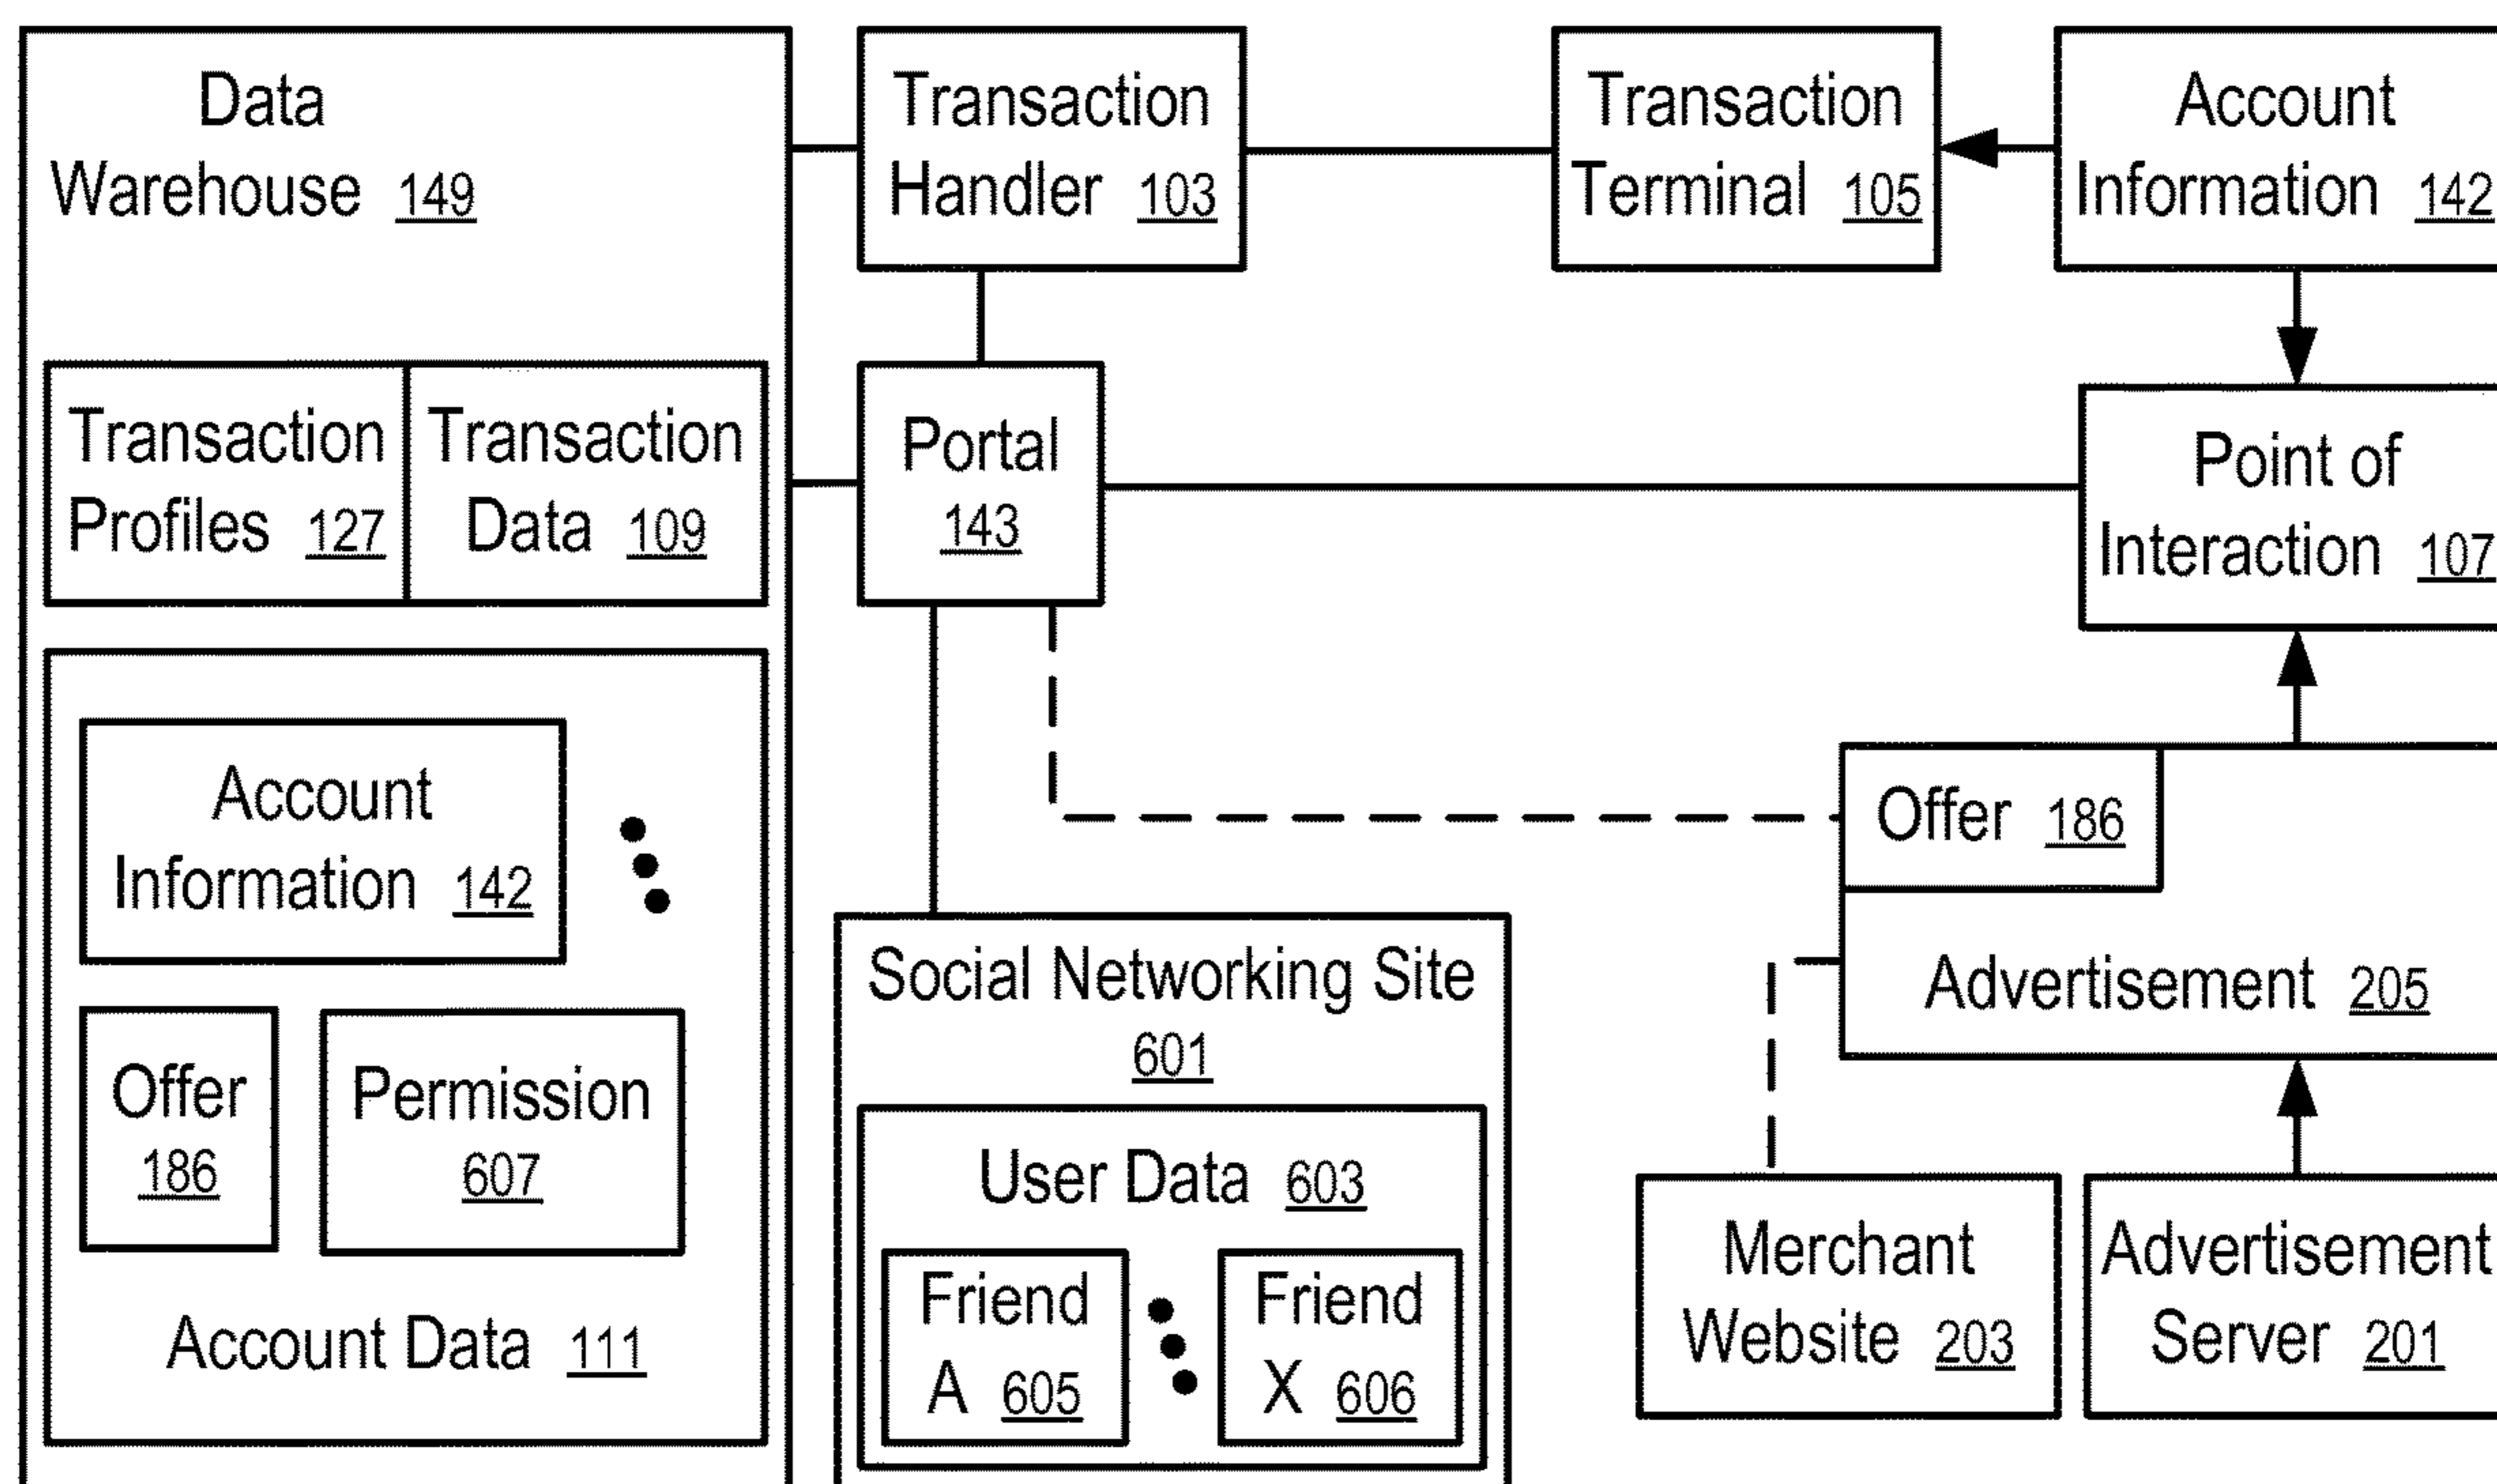 Data
Warehouse 149
Transaction
Handler 103
Transaction
Terminal 105
Account
Information 142
Transaction
Profiles 127
Transaction
Data 109
Portal
143
Point of
Interaction 107
Account
Information 142
Offer
186
Permission
607
Account Data 111
Social Networking Site
601
User Data 603
Friend
A 605
Friend
X 606
Offer 186
Advertisement 205
Merchant
Website 203
Advertisement
Server 201